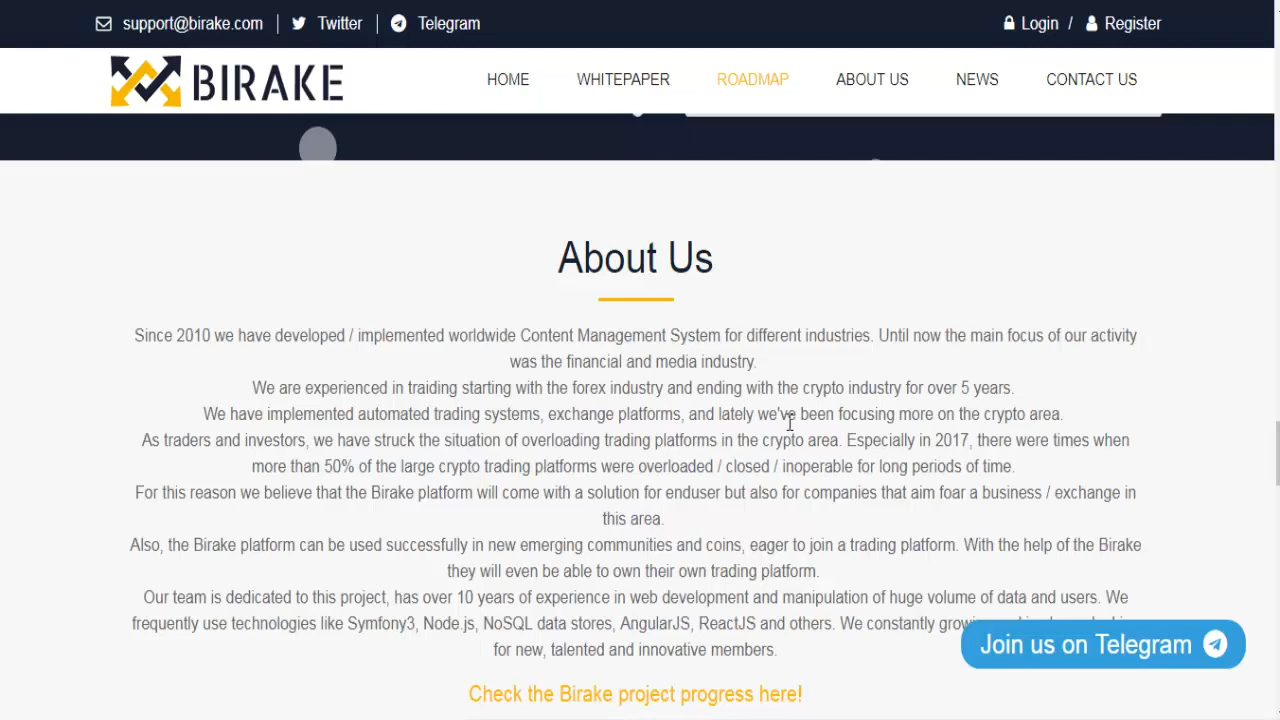 support@birake.com Twitter Telegram Login / Register
BIRAKE HOME WHITEPAPER ROADMAP ABOUT US NEWS CONTACT US
About Us
Since 2010 we have developed / implemented worldwide Content Management System for different industries. Until now the main focus of our activity
was the financial and media industry.
We are experienced in traiding starting with the forex industry and ending with the crypto industry for over 5 years.
We have implemented automated trading systems, exchange platforms, and lately we've been focusing more on the crypto area.
As traders and investors, we have struck the situation of overloading trading platforms in the crypto area. Especially in 2017, there were times when
more than 50% of the large crypto trading platforms were overloaded / closed / inoperable for long periods of time.
For this reason we believe that the Birake platform will come with a solution for enduser but also for companies that aim foar a business / exchange in
this area.
Also, the Birake platform can be used successfully in new emerging communities and coins, eager to join a trading platform. With the help of the Birake
they will even be able to own their own trading platform.
Our team is dedicated to this project, has over 10 years of experience in web development and manipulation of huge volume of data and users. We
frequently use technologies like Symfony3, Node.js, NoSQL data stores, AngularJS, ReactJS and others. We constantly
for new, talented and innovative members.
Join us on Telegram
Check the Birake project progress here!